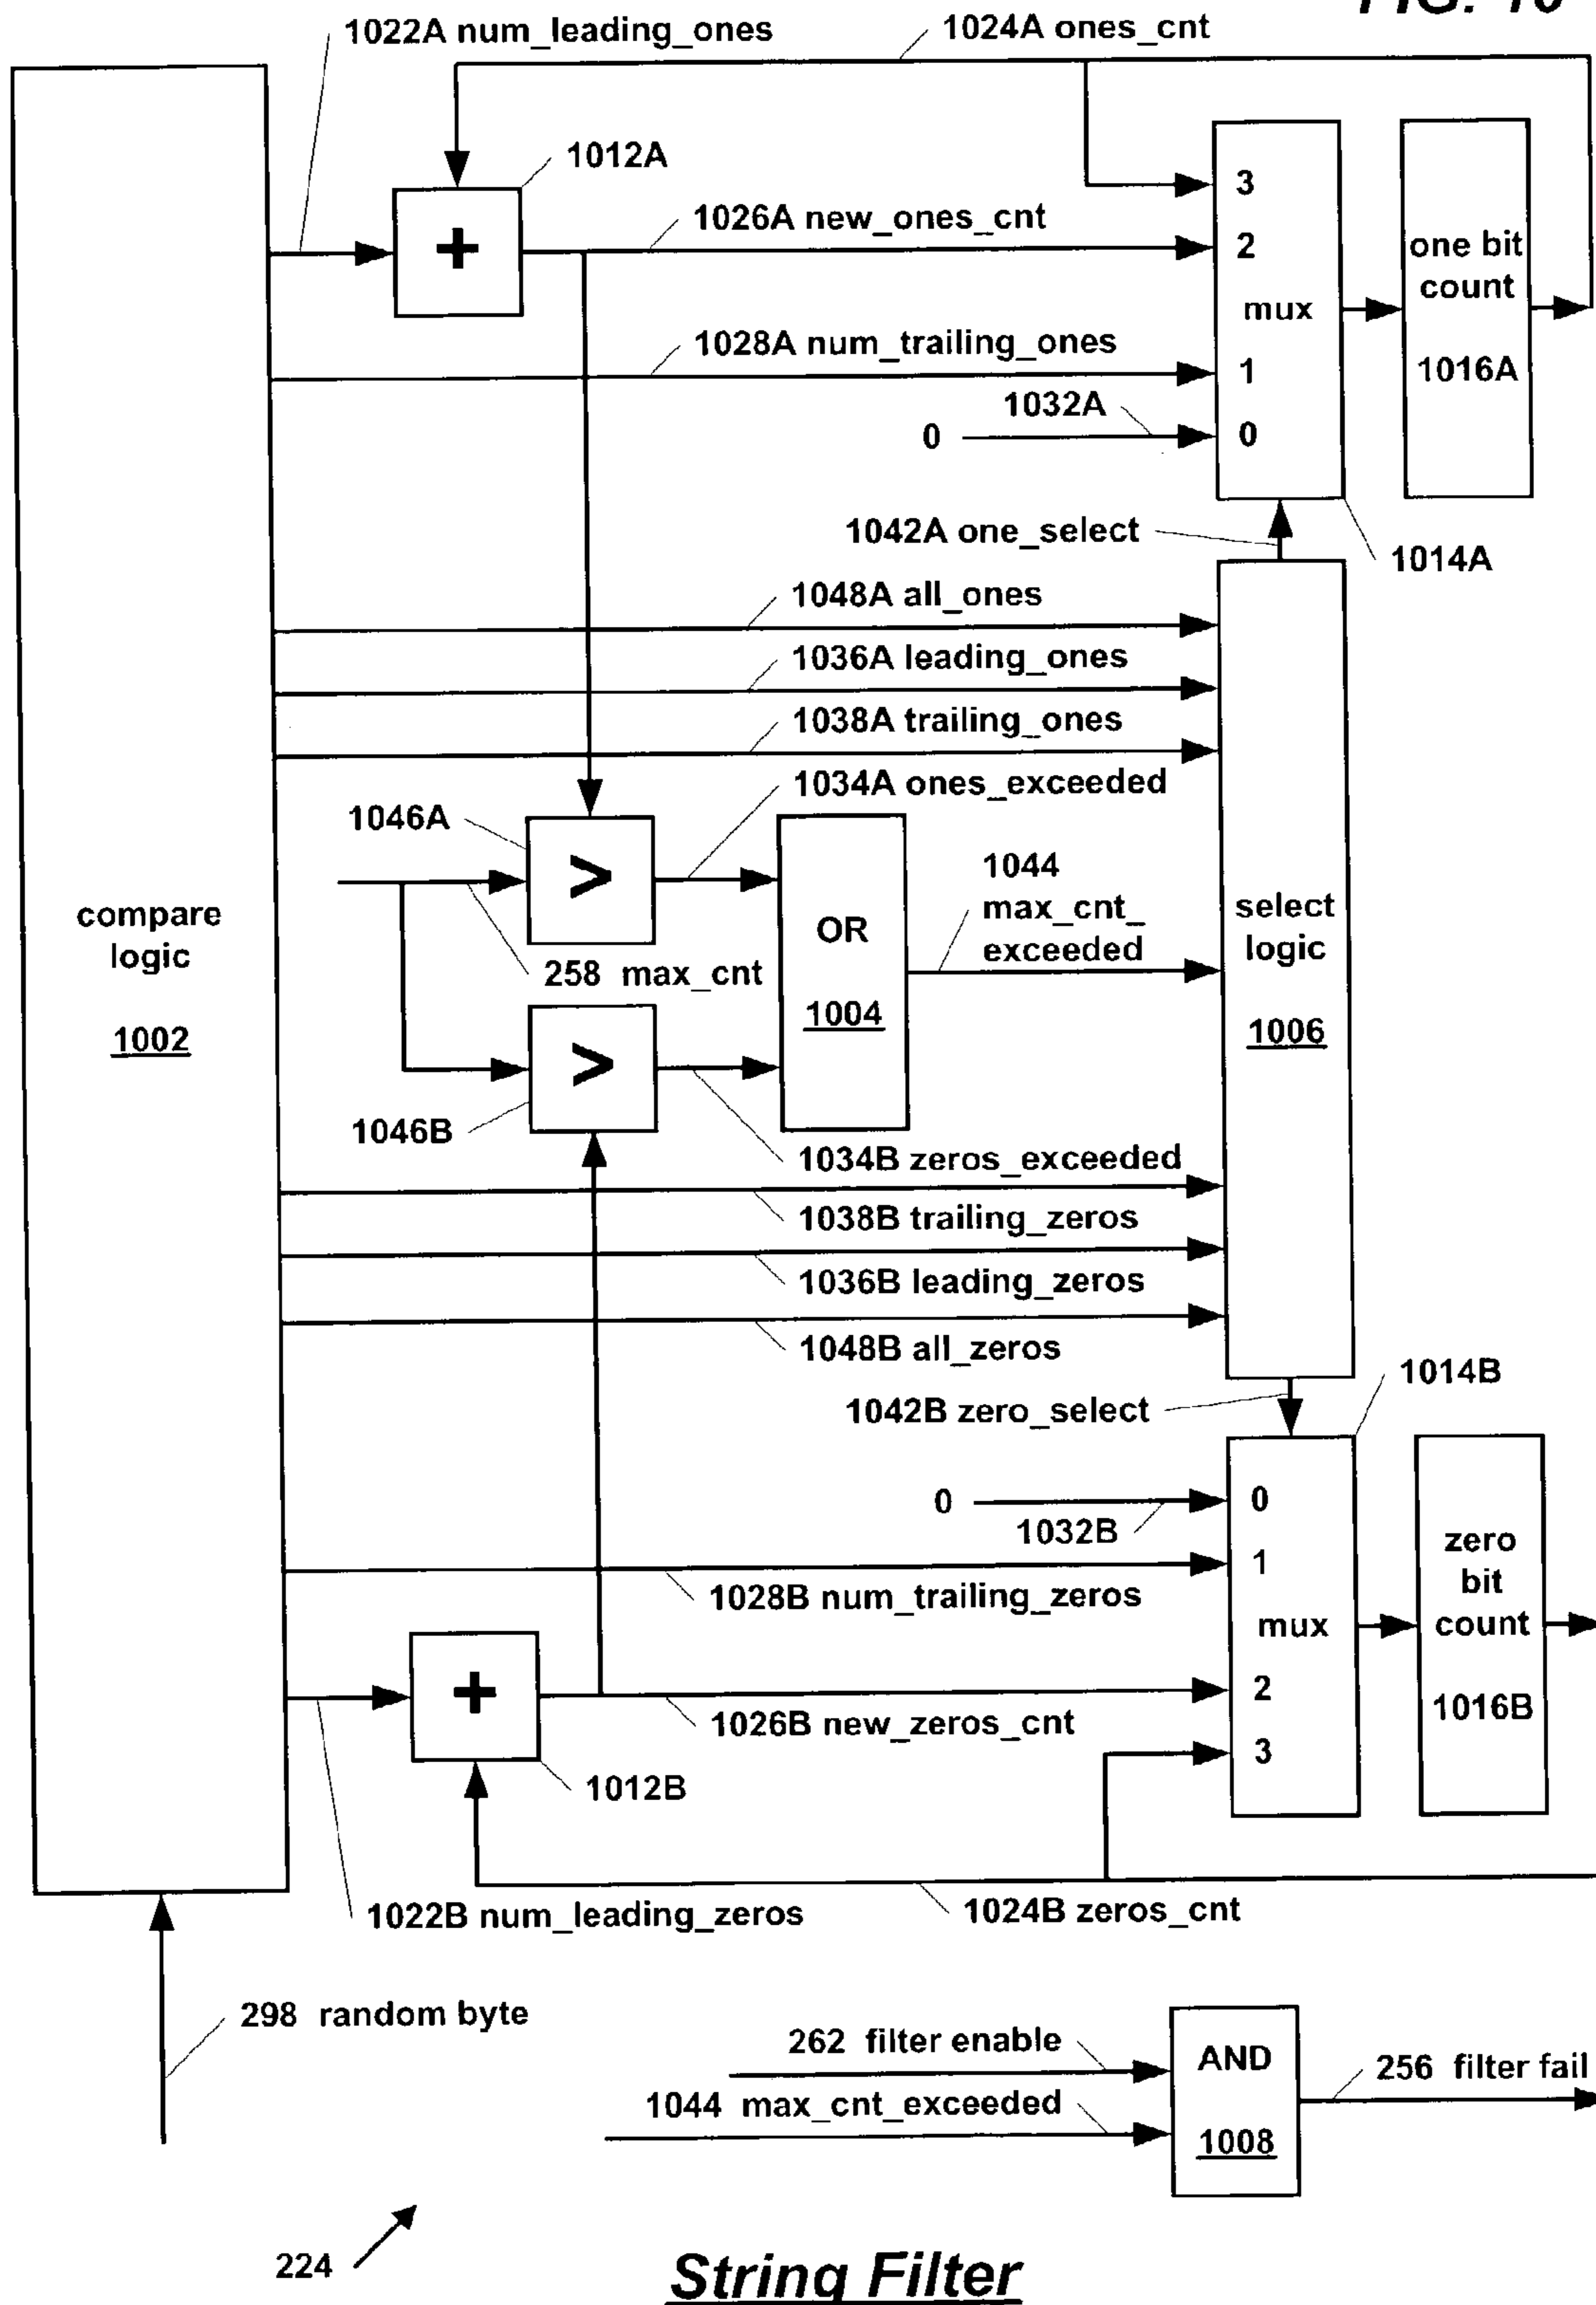 FIG. 10
1022A num_leading_ones
1024A ones_cnt
1012A
+
1026A new_ones_cnt
1028A num_trailing_ones
0
1032A
3
2
mux
1
0
one bit
count
1016A
1042A one_select
1014A
1048A all_ones
1036A leading_ones
1038A trailing_ones
1034A ones_exceeded
1046A
>
258 max_cnt
>
1046B
OR
1004
1044
max_cnt_
exceeded
select
logic
1006
compare
logic
1002
1034B zeros_exceeded
1038B trailing_zeros
1036B leading_zeros
1048B all_zeros
1042B zero_select
1014B
0
1032B
0
1
mux
2
3
zero
bit
count
1016B
1028B num_trailing_zeros
+
1026B new_zeros_cnt
1012B
1022B num_leading_zeros
1024B zeros_cnt
298 random byte
262 filter enable
1044 max_cnt_exceeded
AND
1008
256 filter fail
224
String Filter